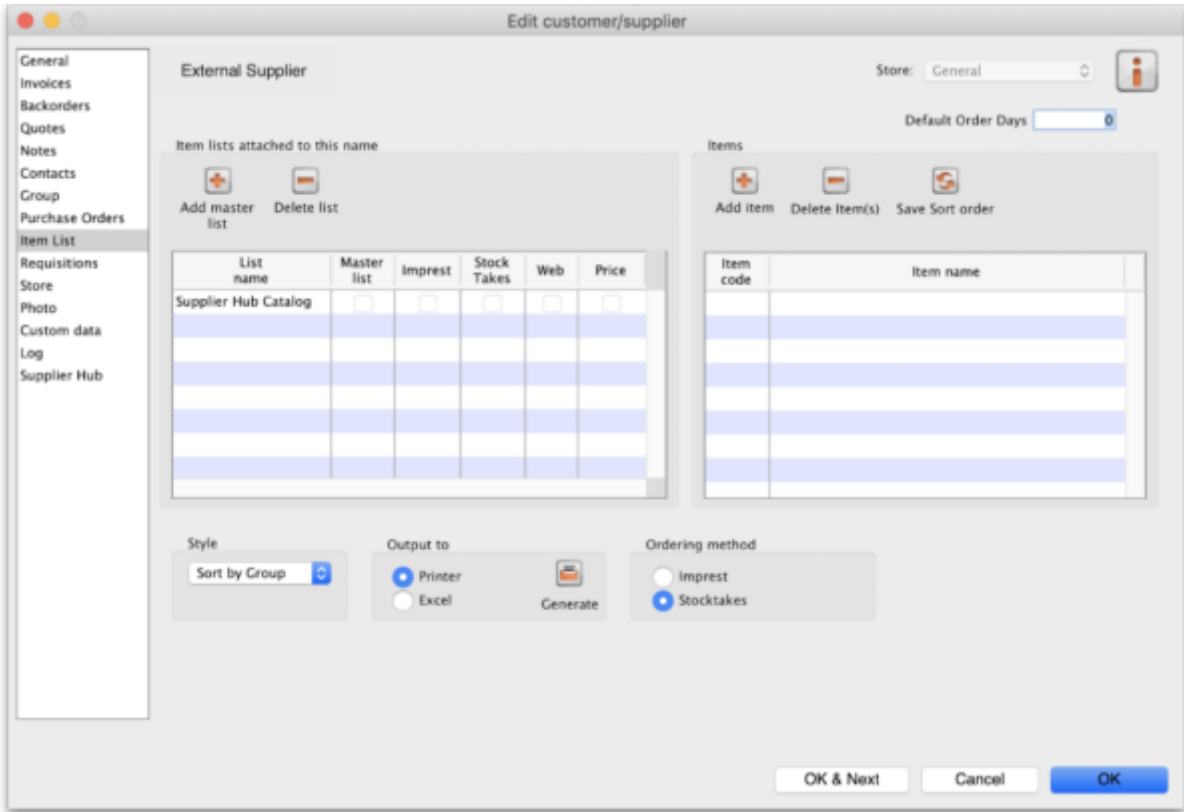 Edit customer/supplier
General
Invoices
Backorders
Quotes
Notes
Contacts
Group
Purchase Orders
Item List
Requisitions
Store
Photo
Custom data
Log
Supplier Hub
External Supplier
Store: General
Default Order Days 0
Item lists attached to this name
Add master
list
Delete list
List
name
Master
list
Imprest
Stock
Takes
Web
Price
Supplier Hub Catalog
Items
Add item
Delete Item(s)
Save Sort order
Item
code
Item name
Style
Sort by Group
Output to
Printer
Excel
Generate
Ordering method
Imprest
Stocktakes
OK & Next
Cancel
OK